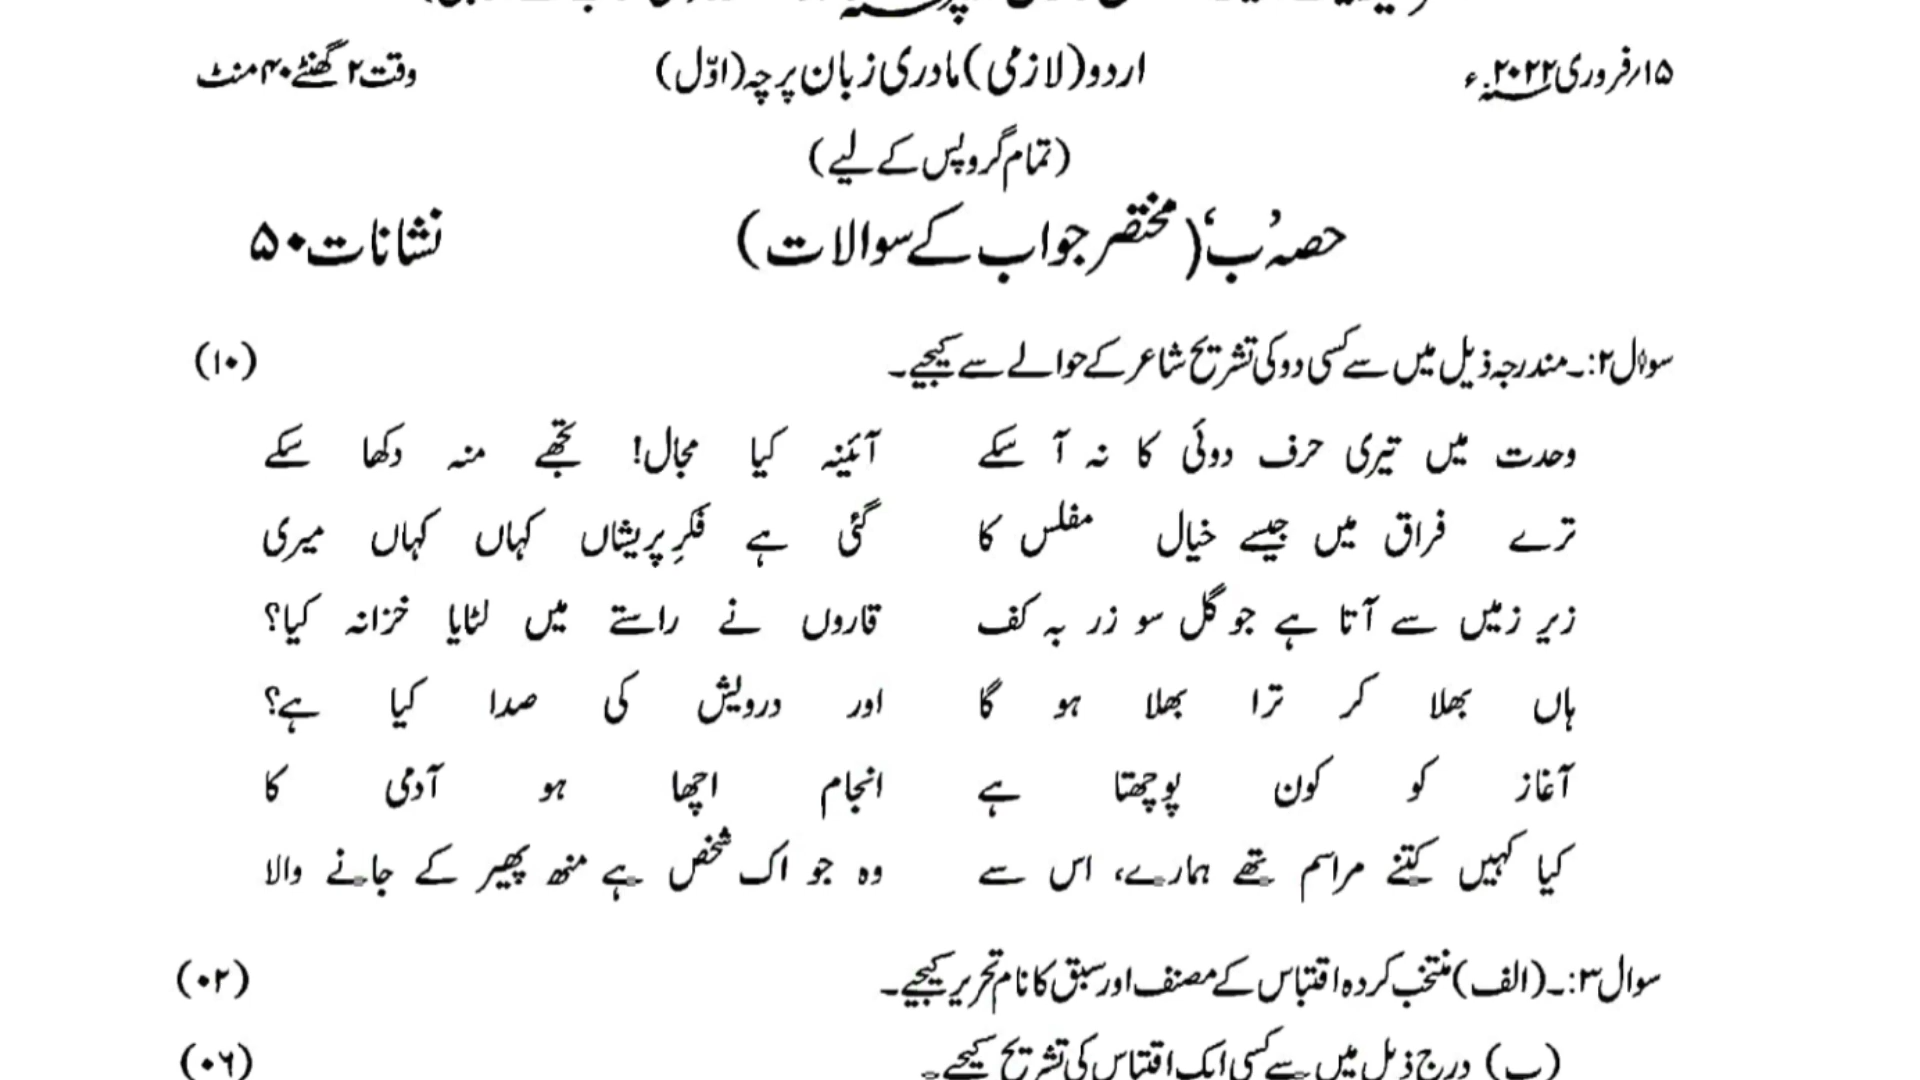 ۱۵؍فروری ۲۰۲۲ء اردو (لازمی) مادری زبان پرچہ (اوّل) وقت ۲ گھنٹے ۴۰ منٹ
(تمام گروپس کے لیے)
حصہ ’ب‘ (مختصر جواب کے سوالات) نشانات ۵۰
سوال ۲:۔ مندرجہ ذیل میں سے کسی دو کی تشریح شاعر کے حوالے سے کیجیے۔ (۱۰)
وحدت میں تیری حرف دوئی کا نہ آ سکے آئینہ کیا مجال! تجھے منہ دکھا سکے
ترے فراق میں جیسے خیال مفلس کا گئی ہے فکرِ پریشاں کہاں کہاں میری
زیرِ زمیں سے آتا ہے جو گل سو زر بہ کف قاروں نے راستے میں لٹایا خزانہ کیا؟
ہاں بھلا کر ترا بھلا ہو گا اور درویش کی صدا کیا ہے؟
آغاز کو کون پوچھتا ہے انجام اچھا ہو آدمی کا
کیا کہیں کتنے مراسم تھے ہمارے، اس سے وہ جو اک شخص ہے منھ پھیر کے جانے والا
سوال ۳:۔ (الف) منتخب کردہ اقتباس کے مصنف اور سبق کا نام تحریر کیجیے۔ (۰۲)
(ب) درج ذیل میں سے کسی ایک اقتباس کی تشریح کیجیے۔ (۰۶)